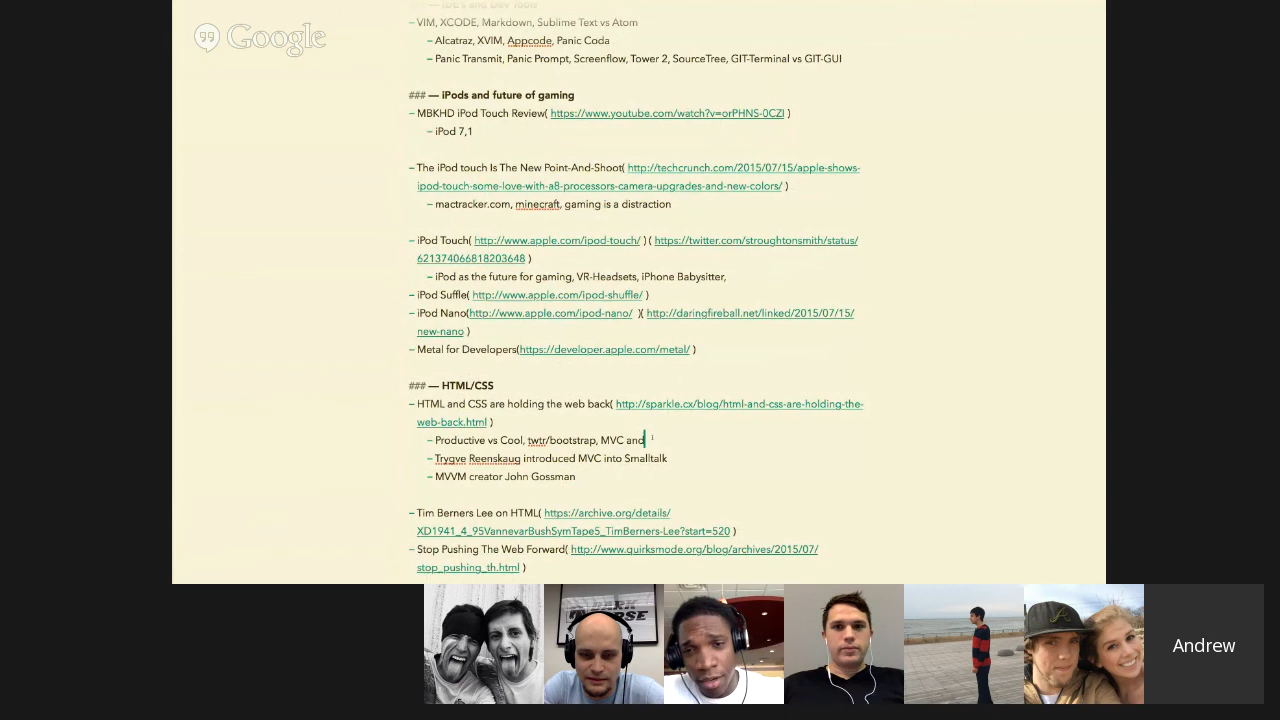 ### — IDE's and Dev Tools
Google
– VIM, XCODE, Markdown, Sublime Text vs Atom
– Alcatraz, XVIM, Appcode, Panic Coda
– Panic Transmit, Panic Prompt, Screenflow, Tower 2, SourceTree, GIT-Terminal vs GIT-GUI
### — iPods and future of gaming
– MBKHD iPod Touch Review( https://www.youtube.com/watch?v=orPHNS-0CZI )
– iPod 7,1
– The iPod touch Is The New Point-And-Shoot( http://techcrunch.com/2015/07/15/apple-shows-
ipod-touch-some-love-with-a8-processors-camera-upgrades-and-new-colors/ )
– mactracker.com, minecraft, gaming is a distraction
– iPod Touch( http://www.apple.com/ipod-touch/ ) ( https://twitter.com/stroughtonsmith/status/
621374066818203648 )
– iPod as the future for gaming, VR-Headsets, iPhone Babysitter,
– iPod Suffle( http://www.apple.com/ipod-shuffle/ )
– iPod Nano(http://www.apple.com/ipod-nano/ )( http://daringfireball.net/linked/2015/07/15/
new-nano )
– Metal for Developers(https://developer.apple.com/metal/ )
### — HTML/CSS
– HTML and CSS are holding the web back( http://sparkle.cx/blog/html-and-css-are-holding-the-
web-back.html )
– Productive vs Cool, twtr/bootstrap, MVC and
– Trygve Reenskaug introduced MVC into Smalltalk
– MVVM creator John Gossman
– Tim Berners Lee on HTML( https://archive.org/details/
XD1941_4_95VannevarBushSymTape5_TimBerners-Lee?start=520 )
– Stop Pushing The Web Forward( http://www.quirksmode.org/blog/archives/2015/07/
stop_pushing_th.html )
Andrew